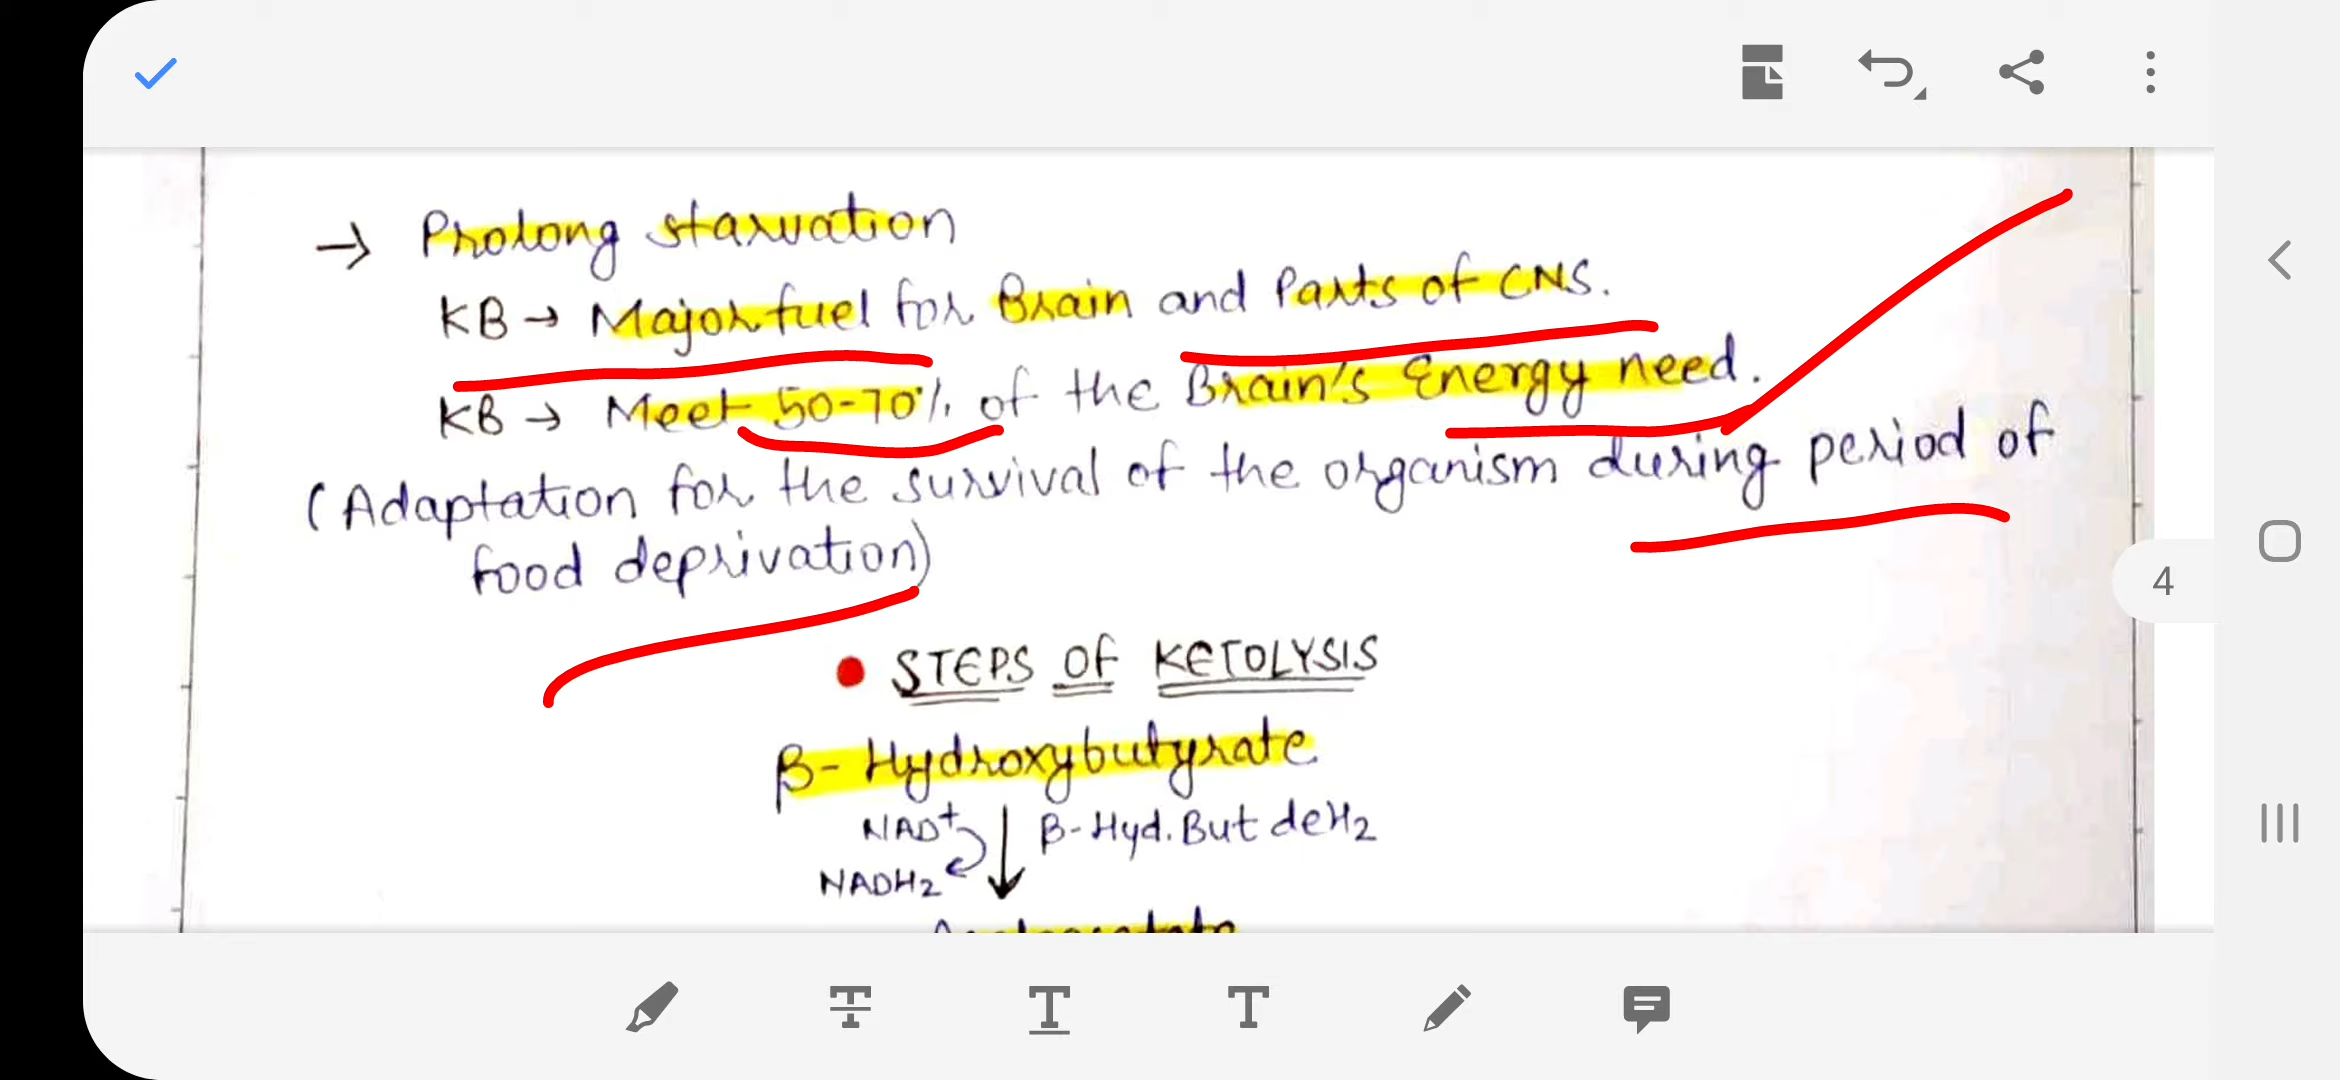 → Prolong starvation
KB → Major fuel for Brain and Parts of CNS.
KB → Meet 50-70% of the Brain's Energy need.
(Adaptation for the survival of the organism during period of
food deprivation)
4
• STEPS OF KETOLYSIS
β- Hydroxybutyrate
NAD+ β-Hyd. But deH2
NADH2
T T T